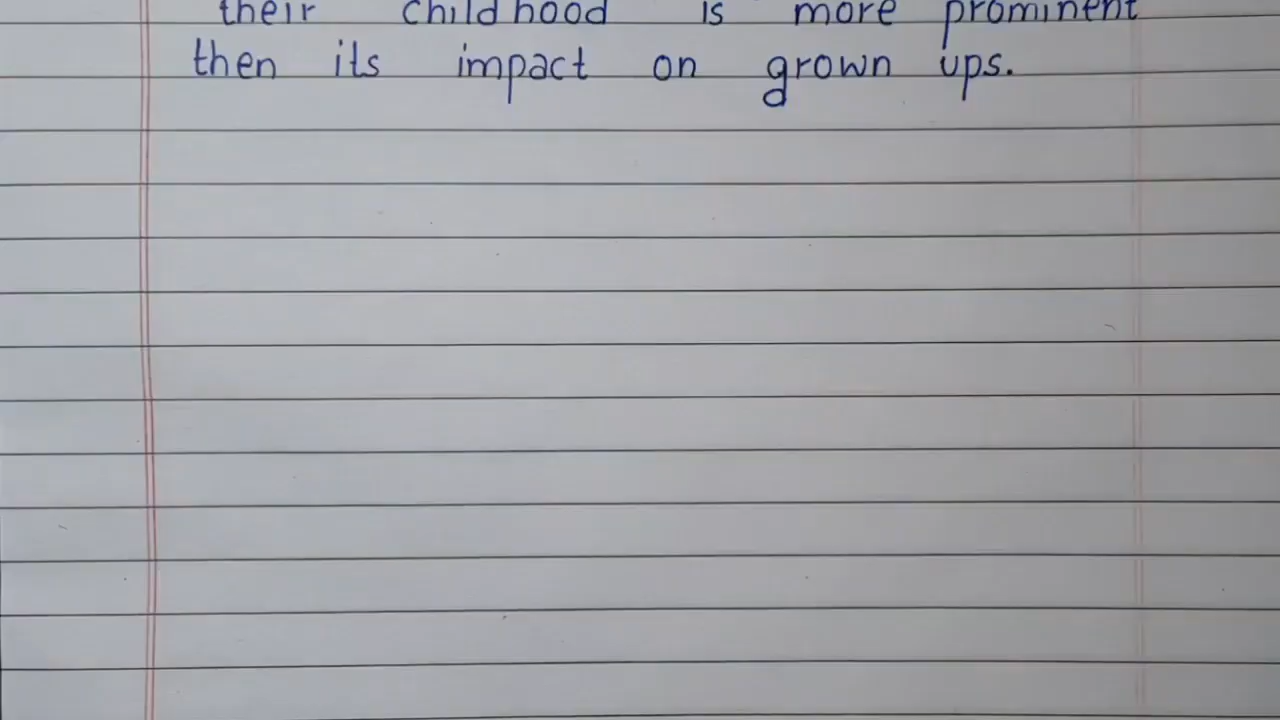 their childhood is more prominent
then its impact on grown ups.